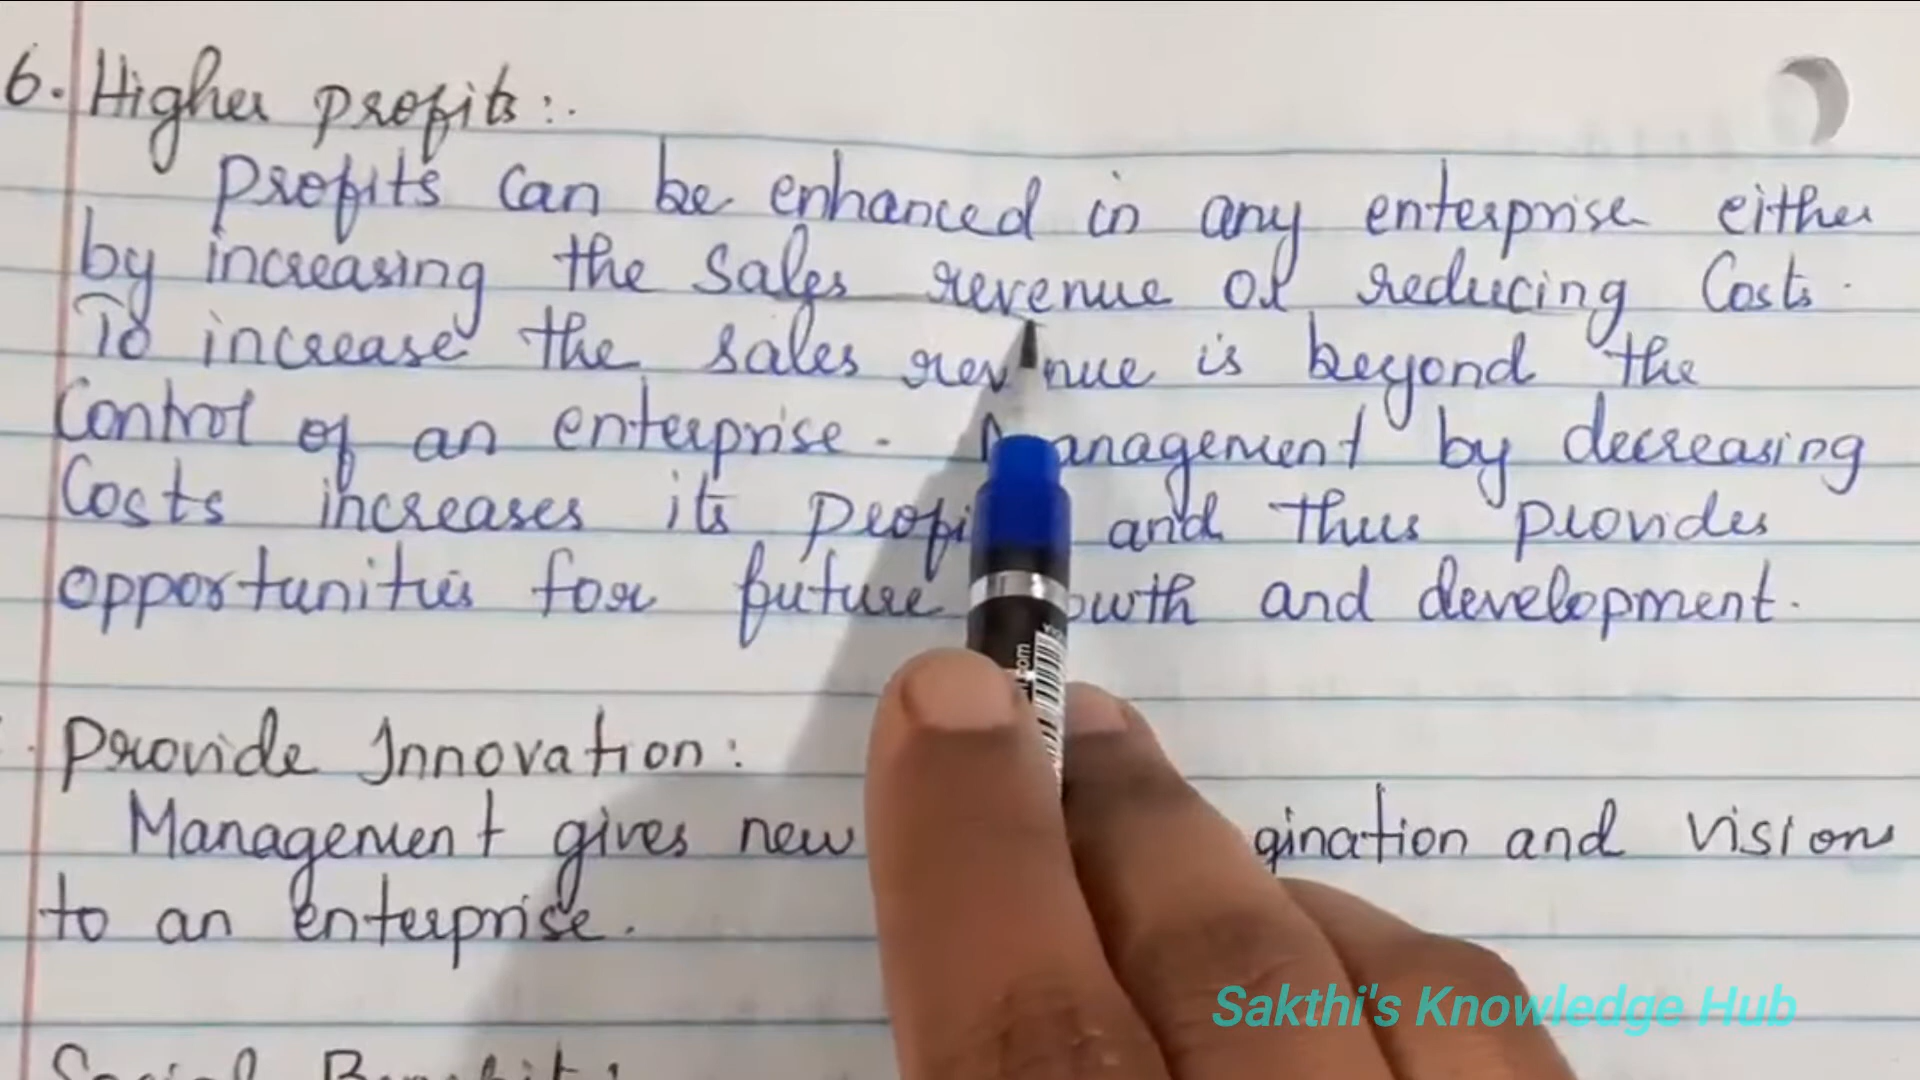 6. Higher profits:.
Profits can be enhanced in any enterprise either
by increasing the sales revenue or reducing Costs.
To increase the sales revenue is beyond the
Control of an enterprise. Management by decreasing
Costs increases its and thus provides
opportunities for future and development.
Provide Innovation:
Management gives new and vision
to an enterprise.
Sakthi's Knowledge Hub